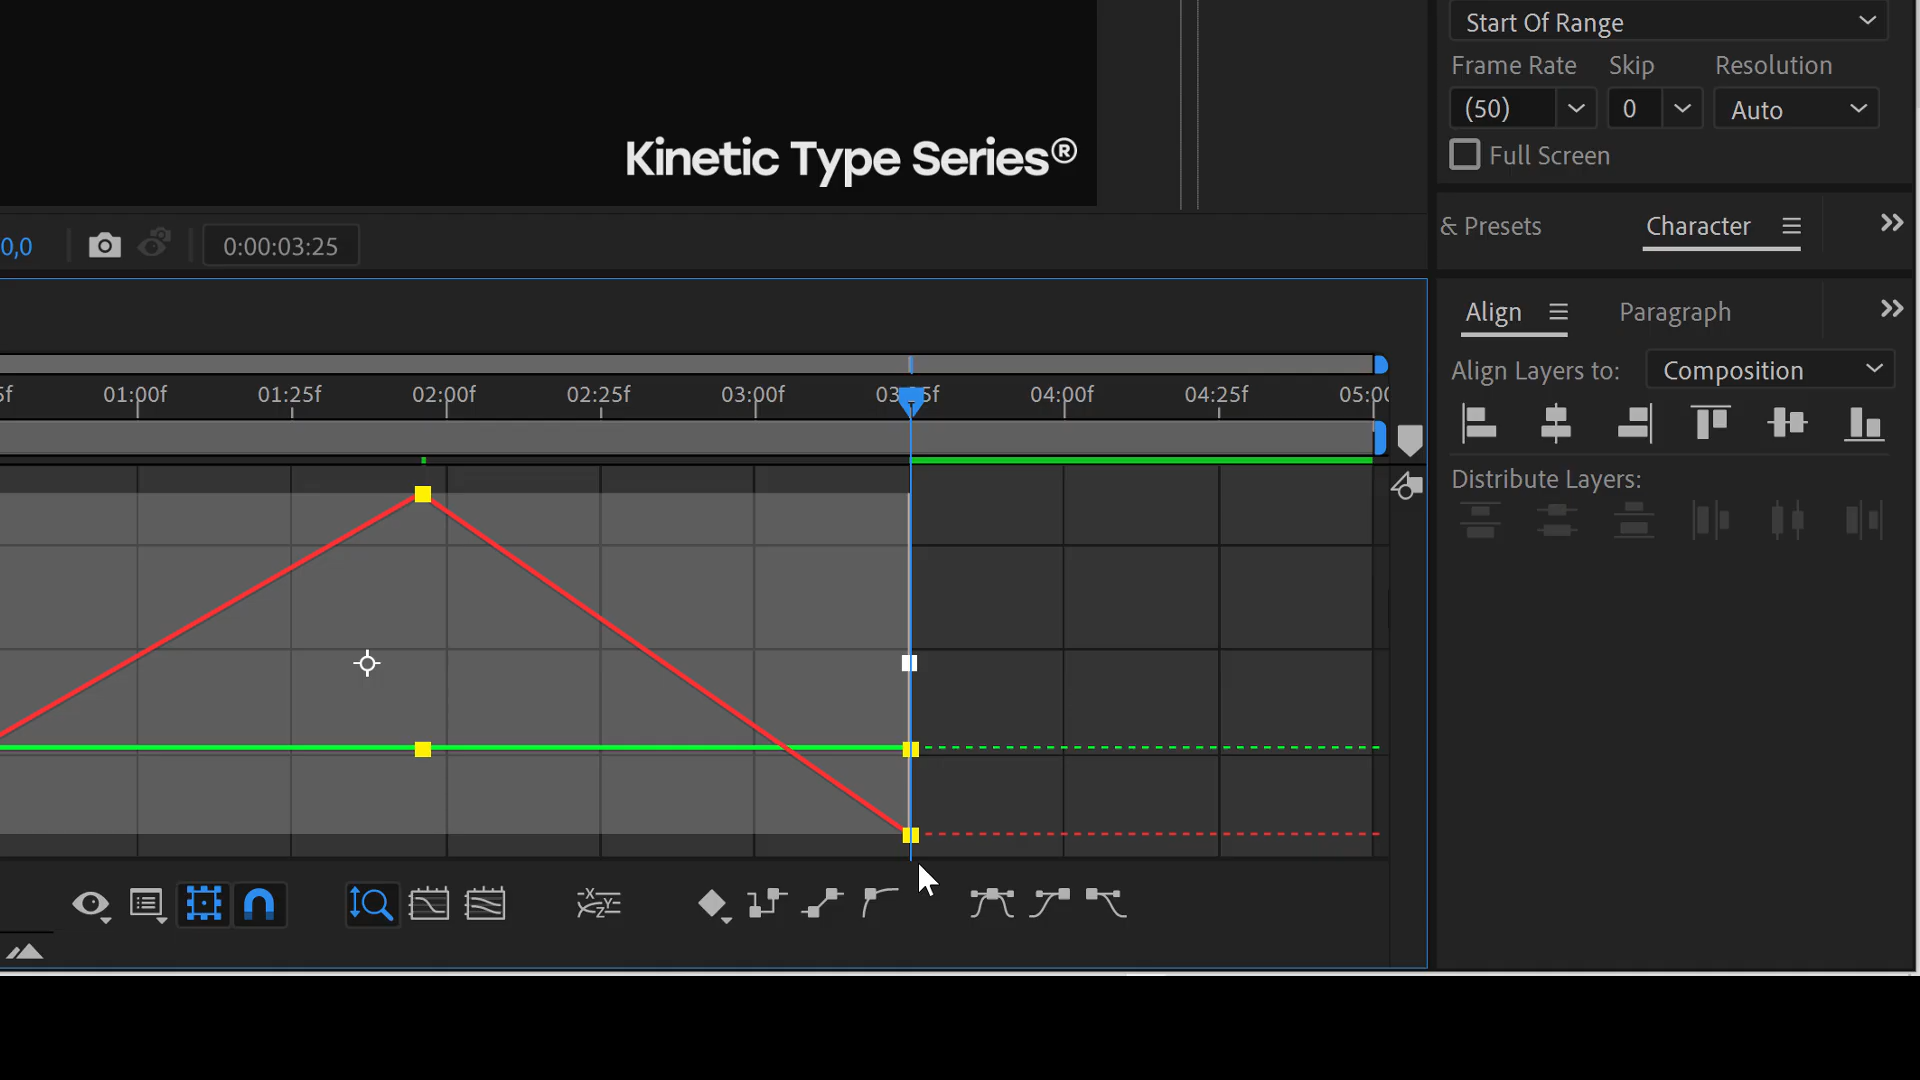 Start Of Range
Frame Rate Skip Resolution
(50) 0 Auto
Full Screen
Kinetic Type Series®
& Presets Character
0,0 0:00:03:25
Align Paragraph
Align Layers to: Composition
01:00f 01:25f 02:00f 02:25f 03:00f 04:00f 04:25f
Distribute Layers: